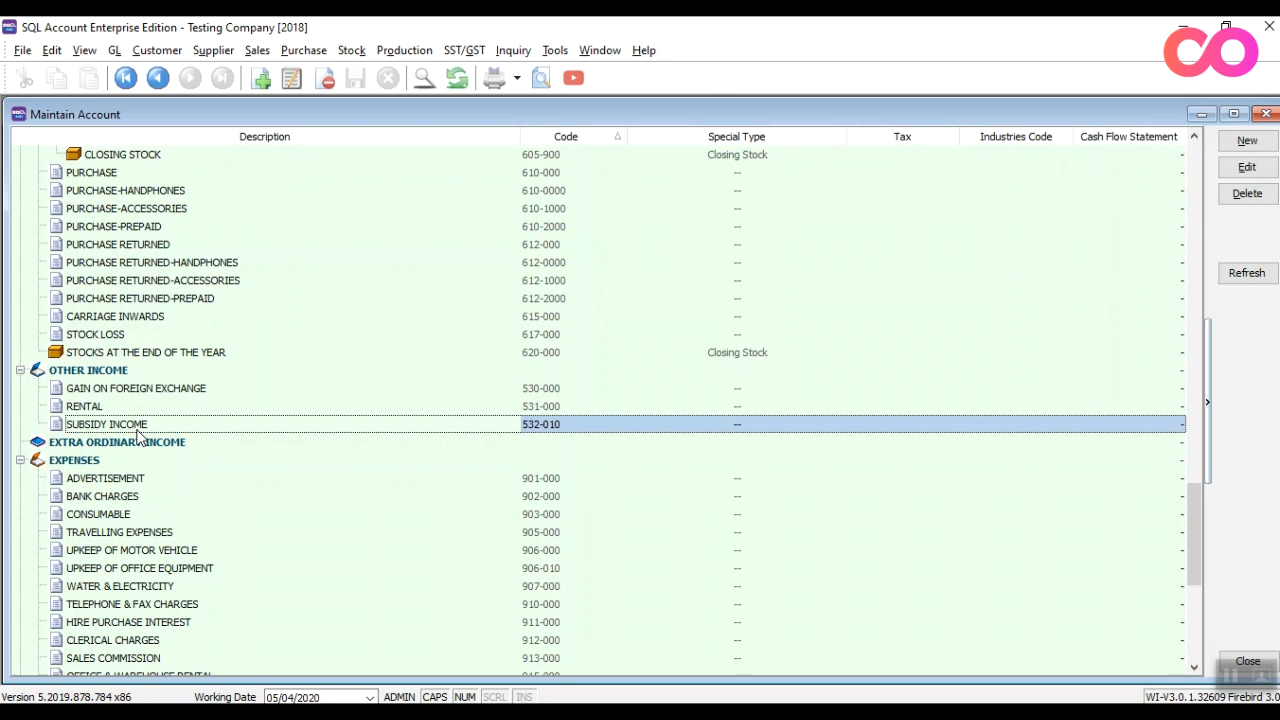 SQL Account Enterprise Edition - Testing Company [2018]
File Edit View GL Customer Supplier Sales Purchase Stock Production SST/GST Inquiry Tools Window Help
Maintain Account
Description Code Special Type Tax Industries Code Cash Flow Statement
CLOSING STOCK 605-900 Closing Stock -
PURCHASE 610-000 -- -
PURCHASE-HANDPHONES 610-0000 -- -
PURCHASE-ACCESSORIES 610-1000 -- -
PURCHASE-PREPAID 610-2000 -- -
PURCHASE RETURNED 612-000 -- -
PURCHASE RETURNED-HANDPHONES 612-0000 -- -
PURCHASE RETURNED-ACCESSORIES 612-1000 -- -
PURCHASE RETURNED-PREPAID 612-2000 -- -
CARRIAGE INWARDS 615-000 -- -
STOCK LOSS 617-000 -- -
STOCKS AT THE END OF THE YEAR 620-000 Closing Stock -
OTHER INCOME -
GAIN ON FOREIGN EXCHANGE 530-000 -- -
RENTAL 531-000 -- -
SUBSIDY INCOME 532-010 -- -
EXTRA ORDINARY INCOME -
EXPENSES -
ADVERTISEMENT 901-000 -- -
BANK CHARGES 902-000 -- -
CONSUMABLE 903-000 -- -
TRAVELLING EXPENSES 905-000 -- -
UPKEEP OF MOTOR VEHICLE 906-000 -- -
UPKEEP OF OFFICE EQUIPMENT 906-010 -- -
WATER & ELECTRICITY 907-000 -- -
TELEPHONE & FAX CHARGES 910-000 -- -
HIRE PURCHASE INTEREST 911-000 -- -
CLERICAL CHARGES 912-000 -- -
SALES COMMISSION 913-000 -- -
OFFICE & WAREHOUSE RENTAL 915-000 -- -
New
Edit
Delete
Refresh
Close
Version 5.2019.878.784 x86 Working Date 05/04/2020 ADMIN CAPS NUM SCRL INS WI-V3.0.1.32609 Firebird 3.0